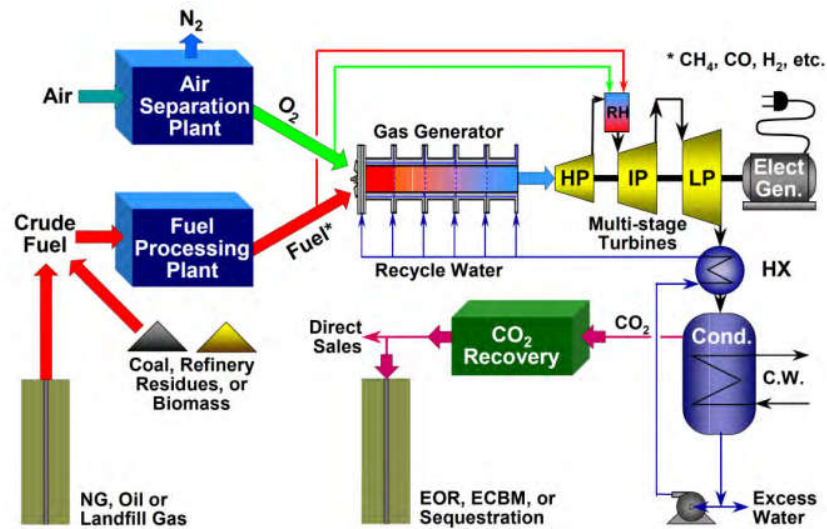 N2
* CH4, CO, H2, etc.
Air
Air
Separation
Plant
O2
RH
Gas Generator
HP
IP
LP
Elect
Gen.
Multi-stage
Turbines
Crude
Fuel
Fuel
Processing
Plant
Fuel*
Recycle Water
HX
Direct
Sales
CO2
Recovery
CO2
Cond.
C.W.
Coal, Refinery
Residues, or
Biomass
NG, Oil or
Landfill Gas
EOR, ECBM, or
Sequestration
Excess
Water